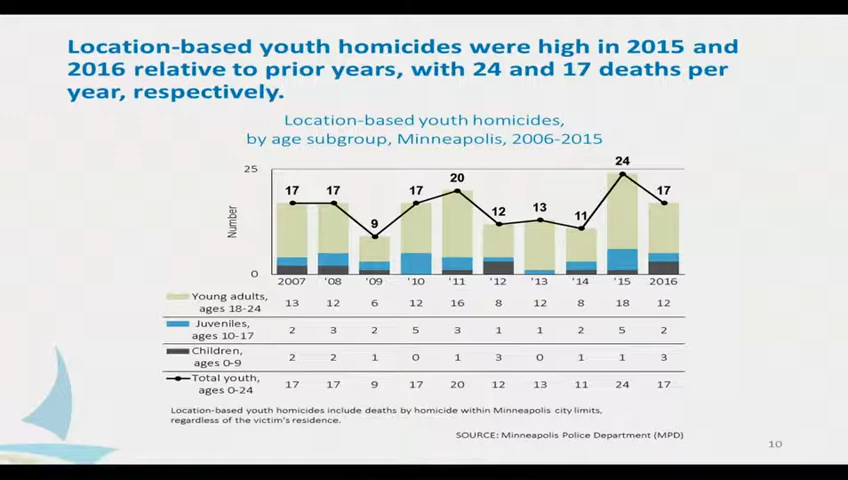 Location-based youth homicides were high in 2015 and
2016 relative to prior years, with 24 and 17 deaths per
year, respectively.
Location-based youth homicides,
by age subgroup, Minneapolis, 2006-2015
25
Number
0
17 17 9 17 20 12 13 11 24 17
2007 '08 '09 '10 '11 '12 '13 '14 '15 2016
Young adults,
ages 18-24 13 12 6 12 16 8 12 8 18 12
Juveniles,
ages 10-17 2 3 2 5 3 1 1 2 5 2
Children,
ages 0-9 2 2 1 0 1 3 0 1 1 3
Total youth,
ages 0-24 17 17 9 17 20 12 13 11 24 17
Location-based youth homicides include deaths by homicide within Minneapolis city limits,
regardless of the victim's residence.
SOURCE: Minneapolis Police Department (MPD)
10